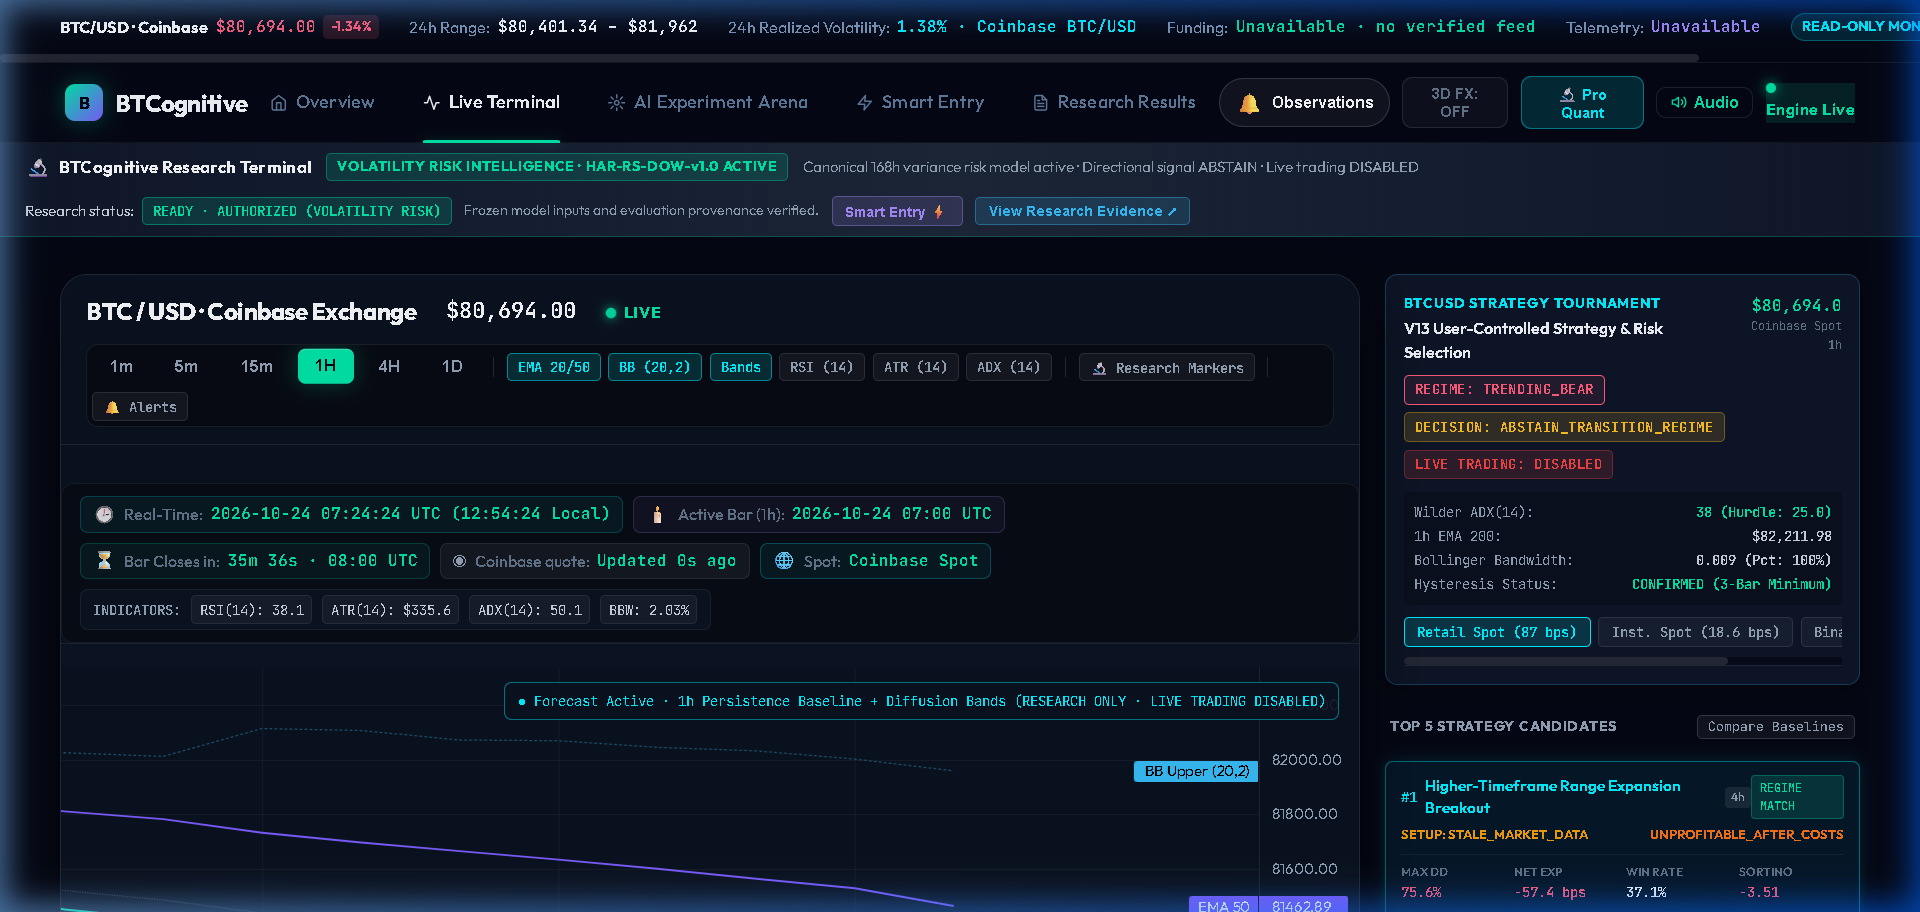 BTC/USD · Coinbase $80,694.00 -1.34% 24h Range: $80,401.34 – $81,962 24h Realized Volatility: 1.38% · Coinbase BTC/USD Funding: Unavailable · no verified feed Telemetry: Unavailable READ-ONLY MON
B BTCognitive Overview Live Terminal AI Experiment Arena Smart Entry Research Results Observations 3D FX: OFF Pro Quant Audio Engine Live
BTCognitive Research Terminal VOLATILITY RISK INTELLIGENCE · HAR-RS-DOW-v1.0 ACTIVE Canonical 168h variance risk model active · Directional signal ABSTAIN · Live trading DISABLED
Research status: READY · AUTHORIZED (VOLATILITY RISK) Frozen model inputs and evaluation provenance verified. Smart Entry View Research Evidence ↗
BTC / USD · Coinbase Exchange $80,694.00 LIVE
1m 5m 15m 1H 4H 1D EMA 20/50 BB (20,2) Bands RSI (14) ATR (14) ADX (14) Research Markers
Alerts
Real-Time: 2026-10-24 07:24:24 UTC (12:54:24 Local) Active Bar (1h): 2026-10-24 07:00 UTC
Bar Closes in: 35m 36s · 08:00 UTC Coinbase quote: Updated 0s ago Spot: Coinbase Spot
INDICATORS: RSI(14): 38.1 ATR(14): $335.6 ADX(14): 50.1 BBW: 2.03%
Forecast Active · 1h Persistence Baseline + Diffusion Bands (RESEARCH ONLY · LIVE TRADING DISABLED)
82000.00
BB Upper (20,2)
81800.00
81600.00
EMA 50 81462.89
BTCUSD STRATEGY TOURNAMENT $80,694.0
V13 User-Controlled Strategy & Risk Coinbase Spot
Selection 1h
REGIME: TRENDING_BEAR
DECISION: ABSTAIN_TRANSITION_REGIME
LIVE TRADING: DISABLED
Wilder ADX(14): 38 (Hurdle: 25.0)
1h EMA 200: $82,211.98
Bollinger Bandwidth: 0.009 (Pct: 100%)
Hysteresis Status: CONFIRMED (3-Bar Minimum)
Retail Spot (87 bps) Inst. Spot (18.6 bps) Bina
TOP 5 STRATEGY CANDIDATES Compare Baselines
#1 Higher-Timeframe Range Expansion 4h REGIME
Breakout MATCH
SETUP: STALE_MARKET_DATA UNPROFITABLE_AFTER_COSTS
MAX DD NET EXP WIN RATE SORTINO
75.6% -57.4 bps 37.1% -3.51